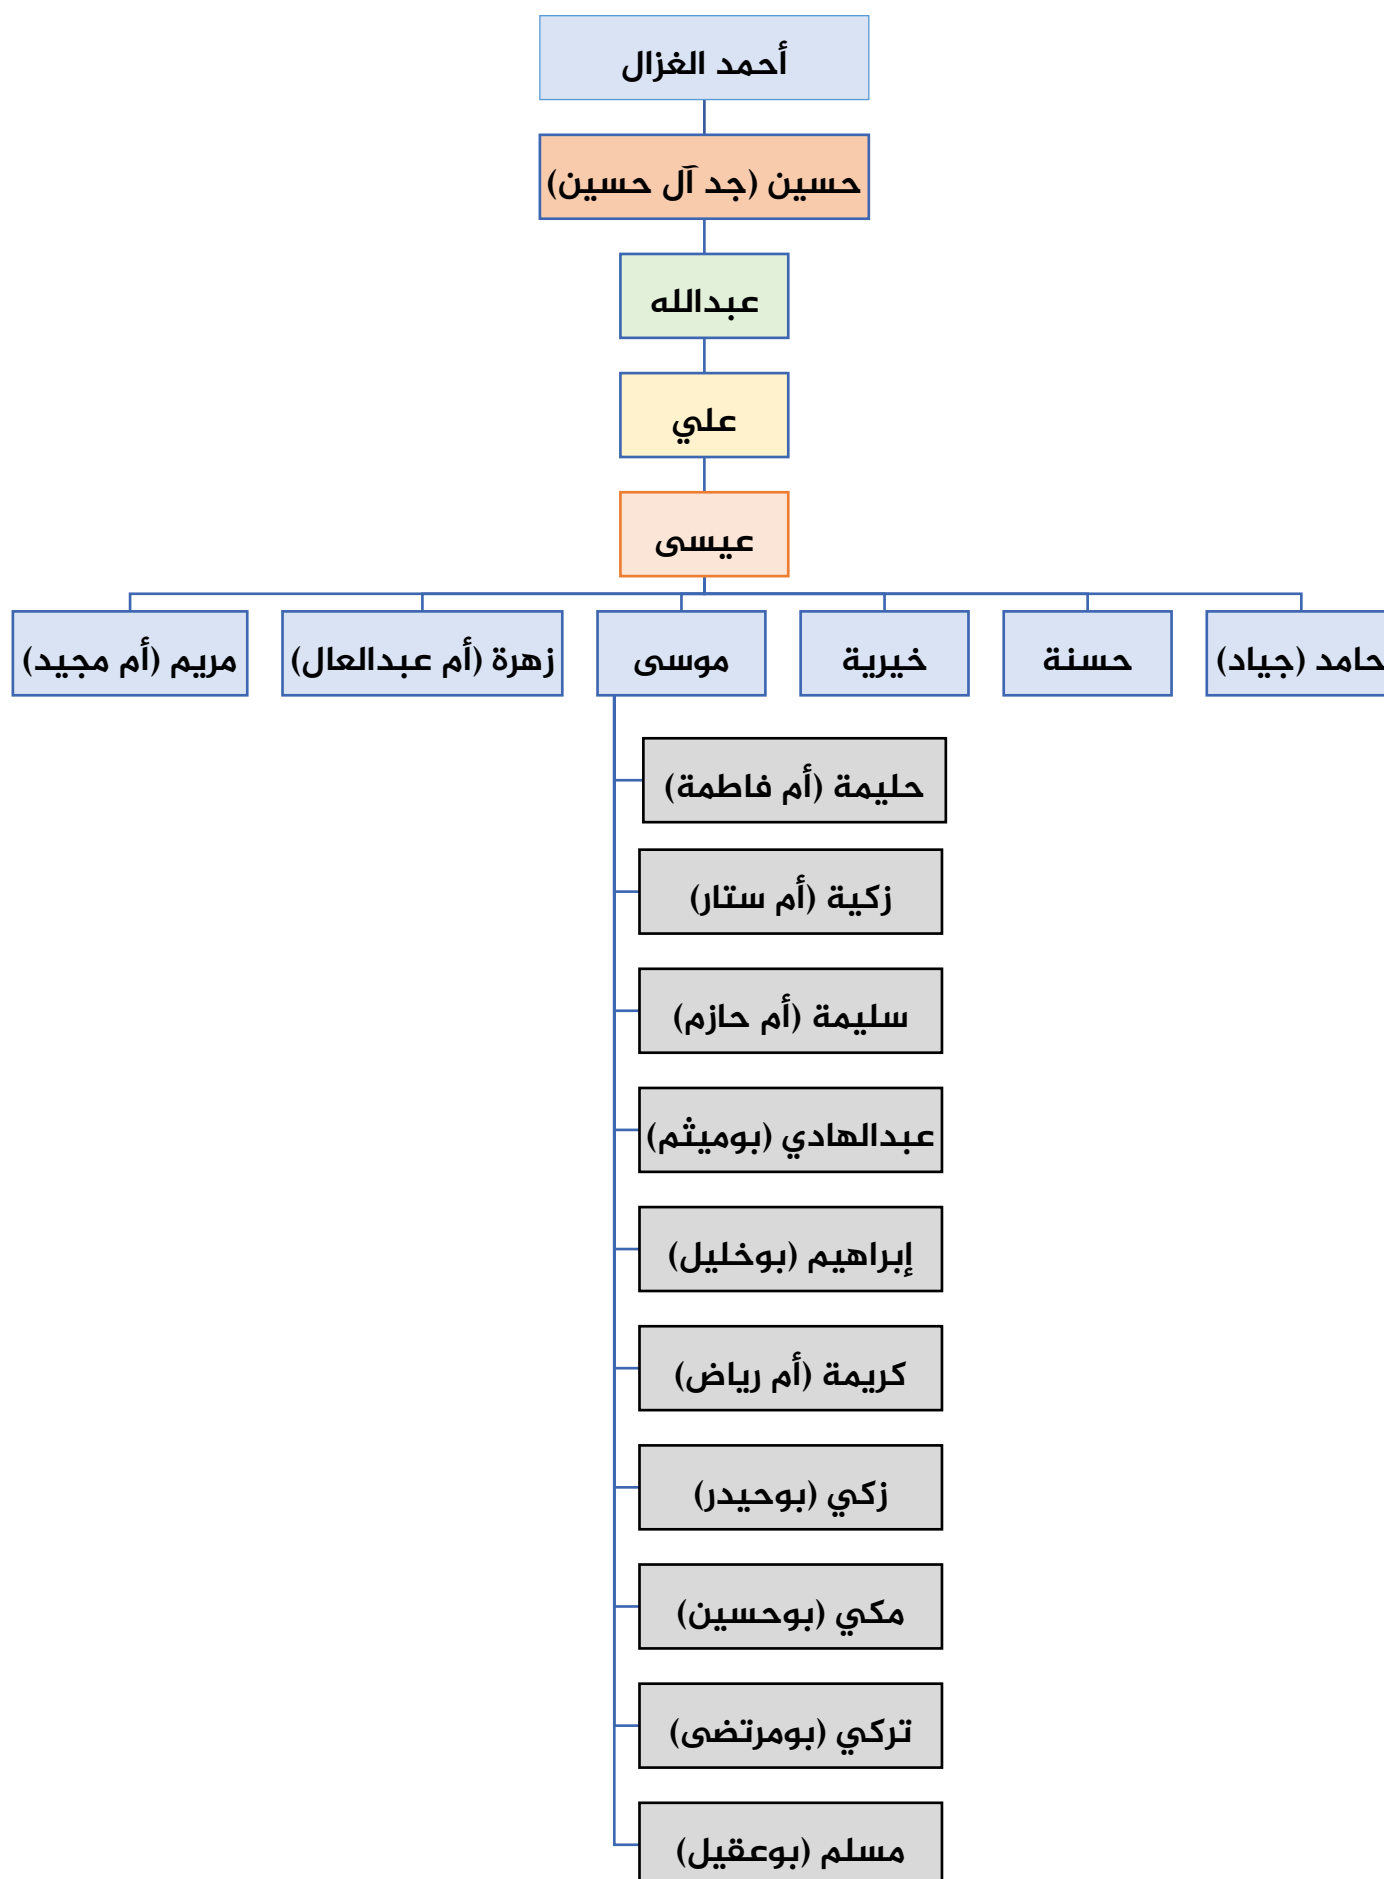 أحمد الغزال
حسين (جد آل حسين)
عبدالله
علي
عيسى
حامد (جياد)
حسنة
خيرية
موسى
زهرة (أم عبدالعال)
مريم (أم مجيد)
حليمة (أم فاطمة)
زكية (أم ستار)
سليمة (أم حازم)
عبدالهادي (بوميثم)
إبراهيم (بوخليل)
كريمة (أم رياض)
زكي (بوحيدر)
مكي (بوحسين)
تركي (بومرتضى)
مسلم (بوعقيل)